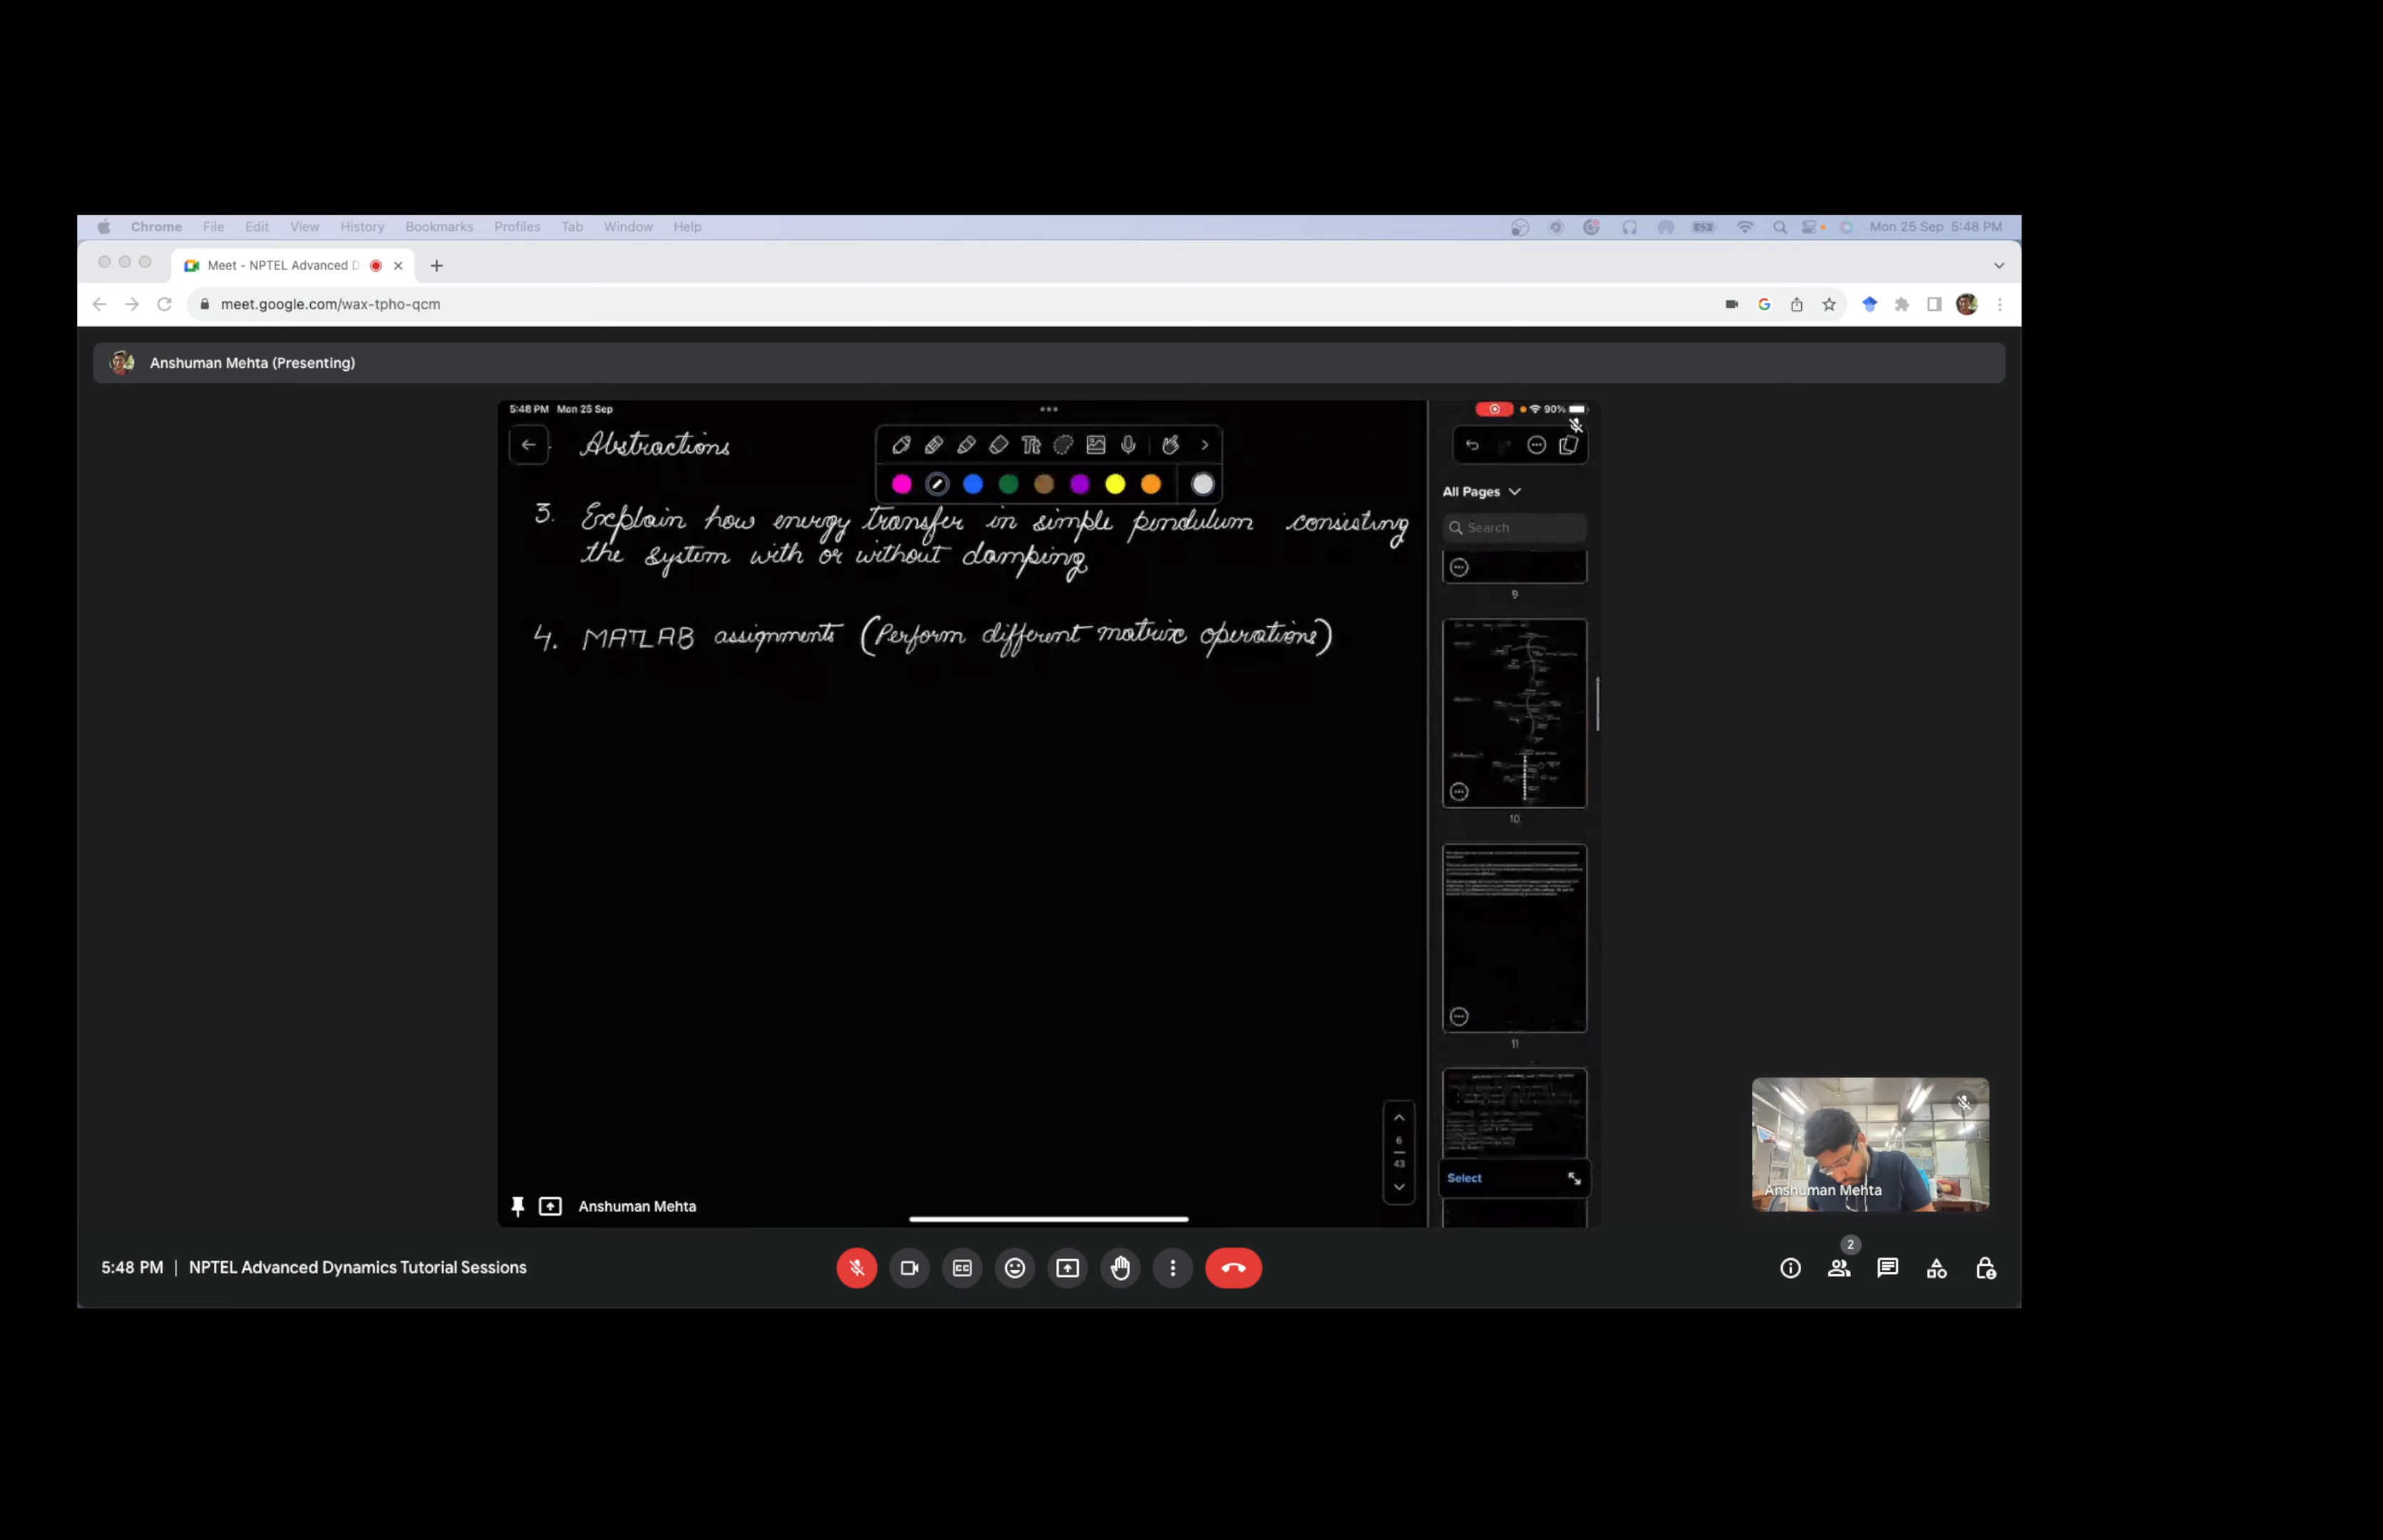 Chrome File Edit View History Bookmarks Profiles Tab Window Help Mon 25 Sep 5:48 PM
Meet - NPTEL Advanced D
meet.google.com/wax-tpho-qcm
Anshuman Mehta (Presenting)
5:48 PM Mon 25 Sep 90%
Abstractions
All Pages
Search
3. Explain how energy transfer in simple pendulum consisting
the system with or without damping
4. MATLAB assignments (Perform different matrix operations)
9
10
11
6
43
Select
Anshuman Mehta
Anshuman Mehta
5:48 PM | NPTEL Advanced Dynamics Tutorial Sessions
2